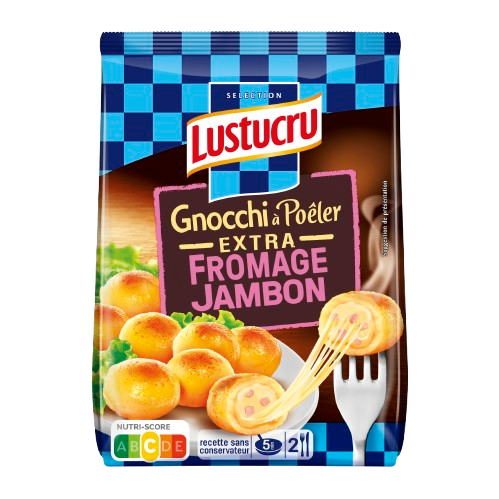 SELECTION
LUSTUCRU
Gnocchi à Poêler
EXTRA
FROMAGE
JAMBON
Suggestion de présentation
NUTRI-SCORE
A B C D E
recette sans
conservateur
5
2